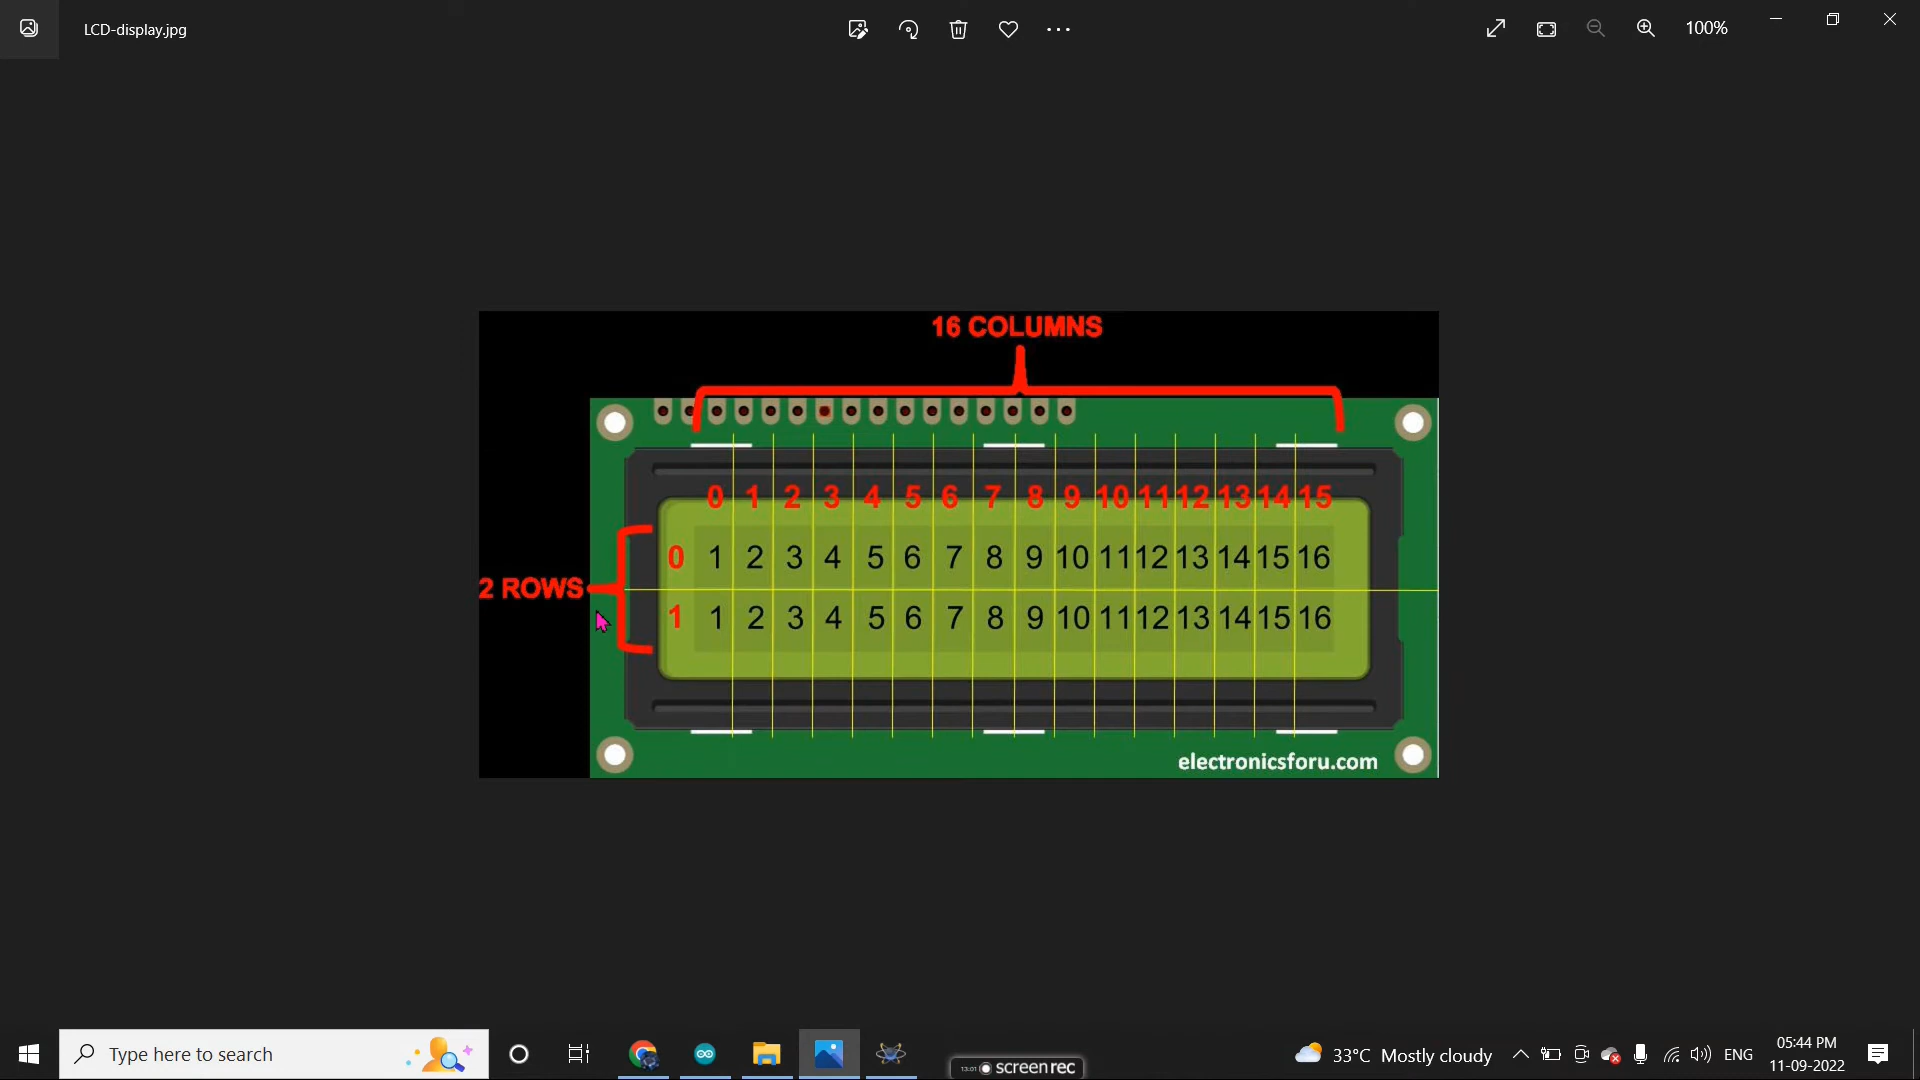 LCD-display.jpg
100%
16 COLUMNS
0 1 2 3 4 5 6 7 8 9 10 11 12 13 14 15
0 1 2 3 4 5 6 7 8 9 10 11 12 13 14 15 16
2 ROWS
1 1 2 3 4 5 6 7 8 9 10 11 12 13 14 15 16
electronicsforu.com
Type here to search
13:01 screenrec
33°C Mostly cloudy
ENG
05:44 PM
11-09-2022